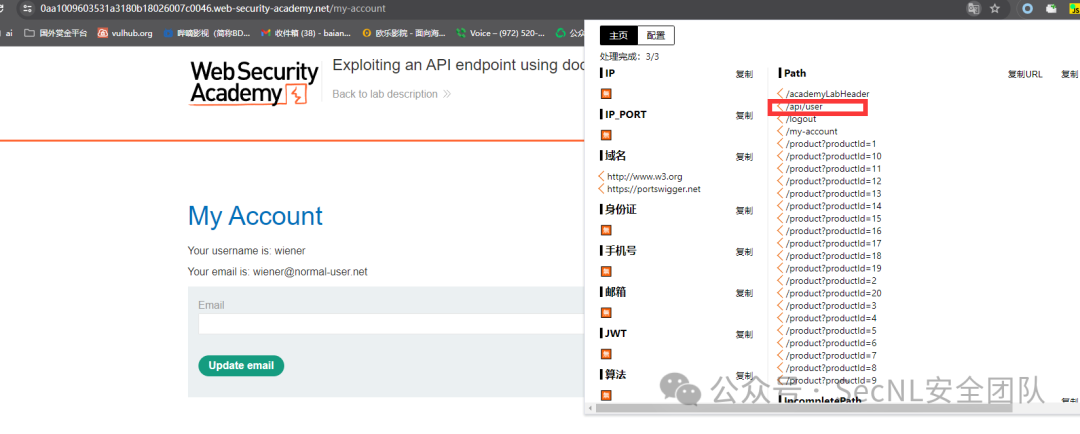 0aa1009603531a3180b18026007c0046.web-security-academy.net/my-account
ai 国外赏金平台 vulhub.org 哔嘀影视 (简称BD... 收件箱 (38) - baian... 欧乐影院 - 面向海... Voice – (972) 520-... 公众
Web Security
Academy
Exploiting an API endpoint using doc
Back to lab description
My Account
Your username is: wiener
Your email is: wiener@normal-user.net
Email
Update email
主页 配置
处理完成: 3/3
IP 复制
IP_PORT 复制
域名 复制
http://www.w3.org
https://portswigger.net
身份证 复制
手机号 复制
邮箱 复制
JWT 复制
算法 复制
Path 复制URL 复制
/academyLabHeader
/api/user
/logout
/my-account
/product?productId=1
/product?productId=10
/product?productId=11
/product?productId=12
/product?productId=13
/product?productId=14
/product?productId=15
/product?productId=16
/product?productId=17
/product?productId=18
/product?productId=19
/product?productId=2
/product?productId=20
/product?productId=3
/product?productId=4
/product?productId=5
/product?productId=6
/product?productId=7
/product?productId=8
/product?productId=9
IncompletePath 复制
公众号 · SecNL安全团队